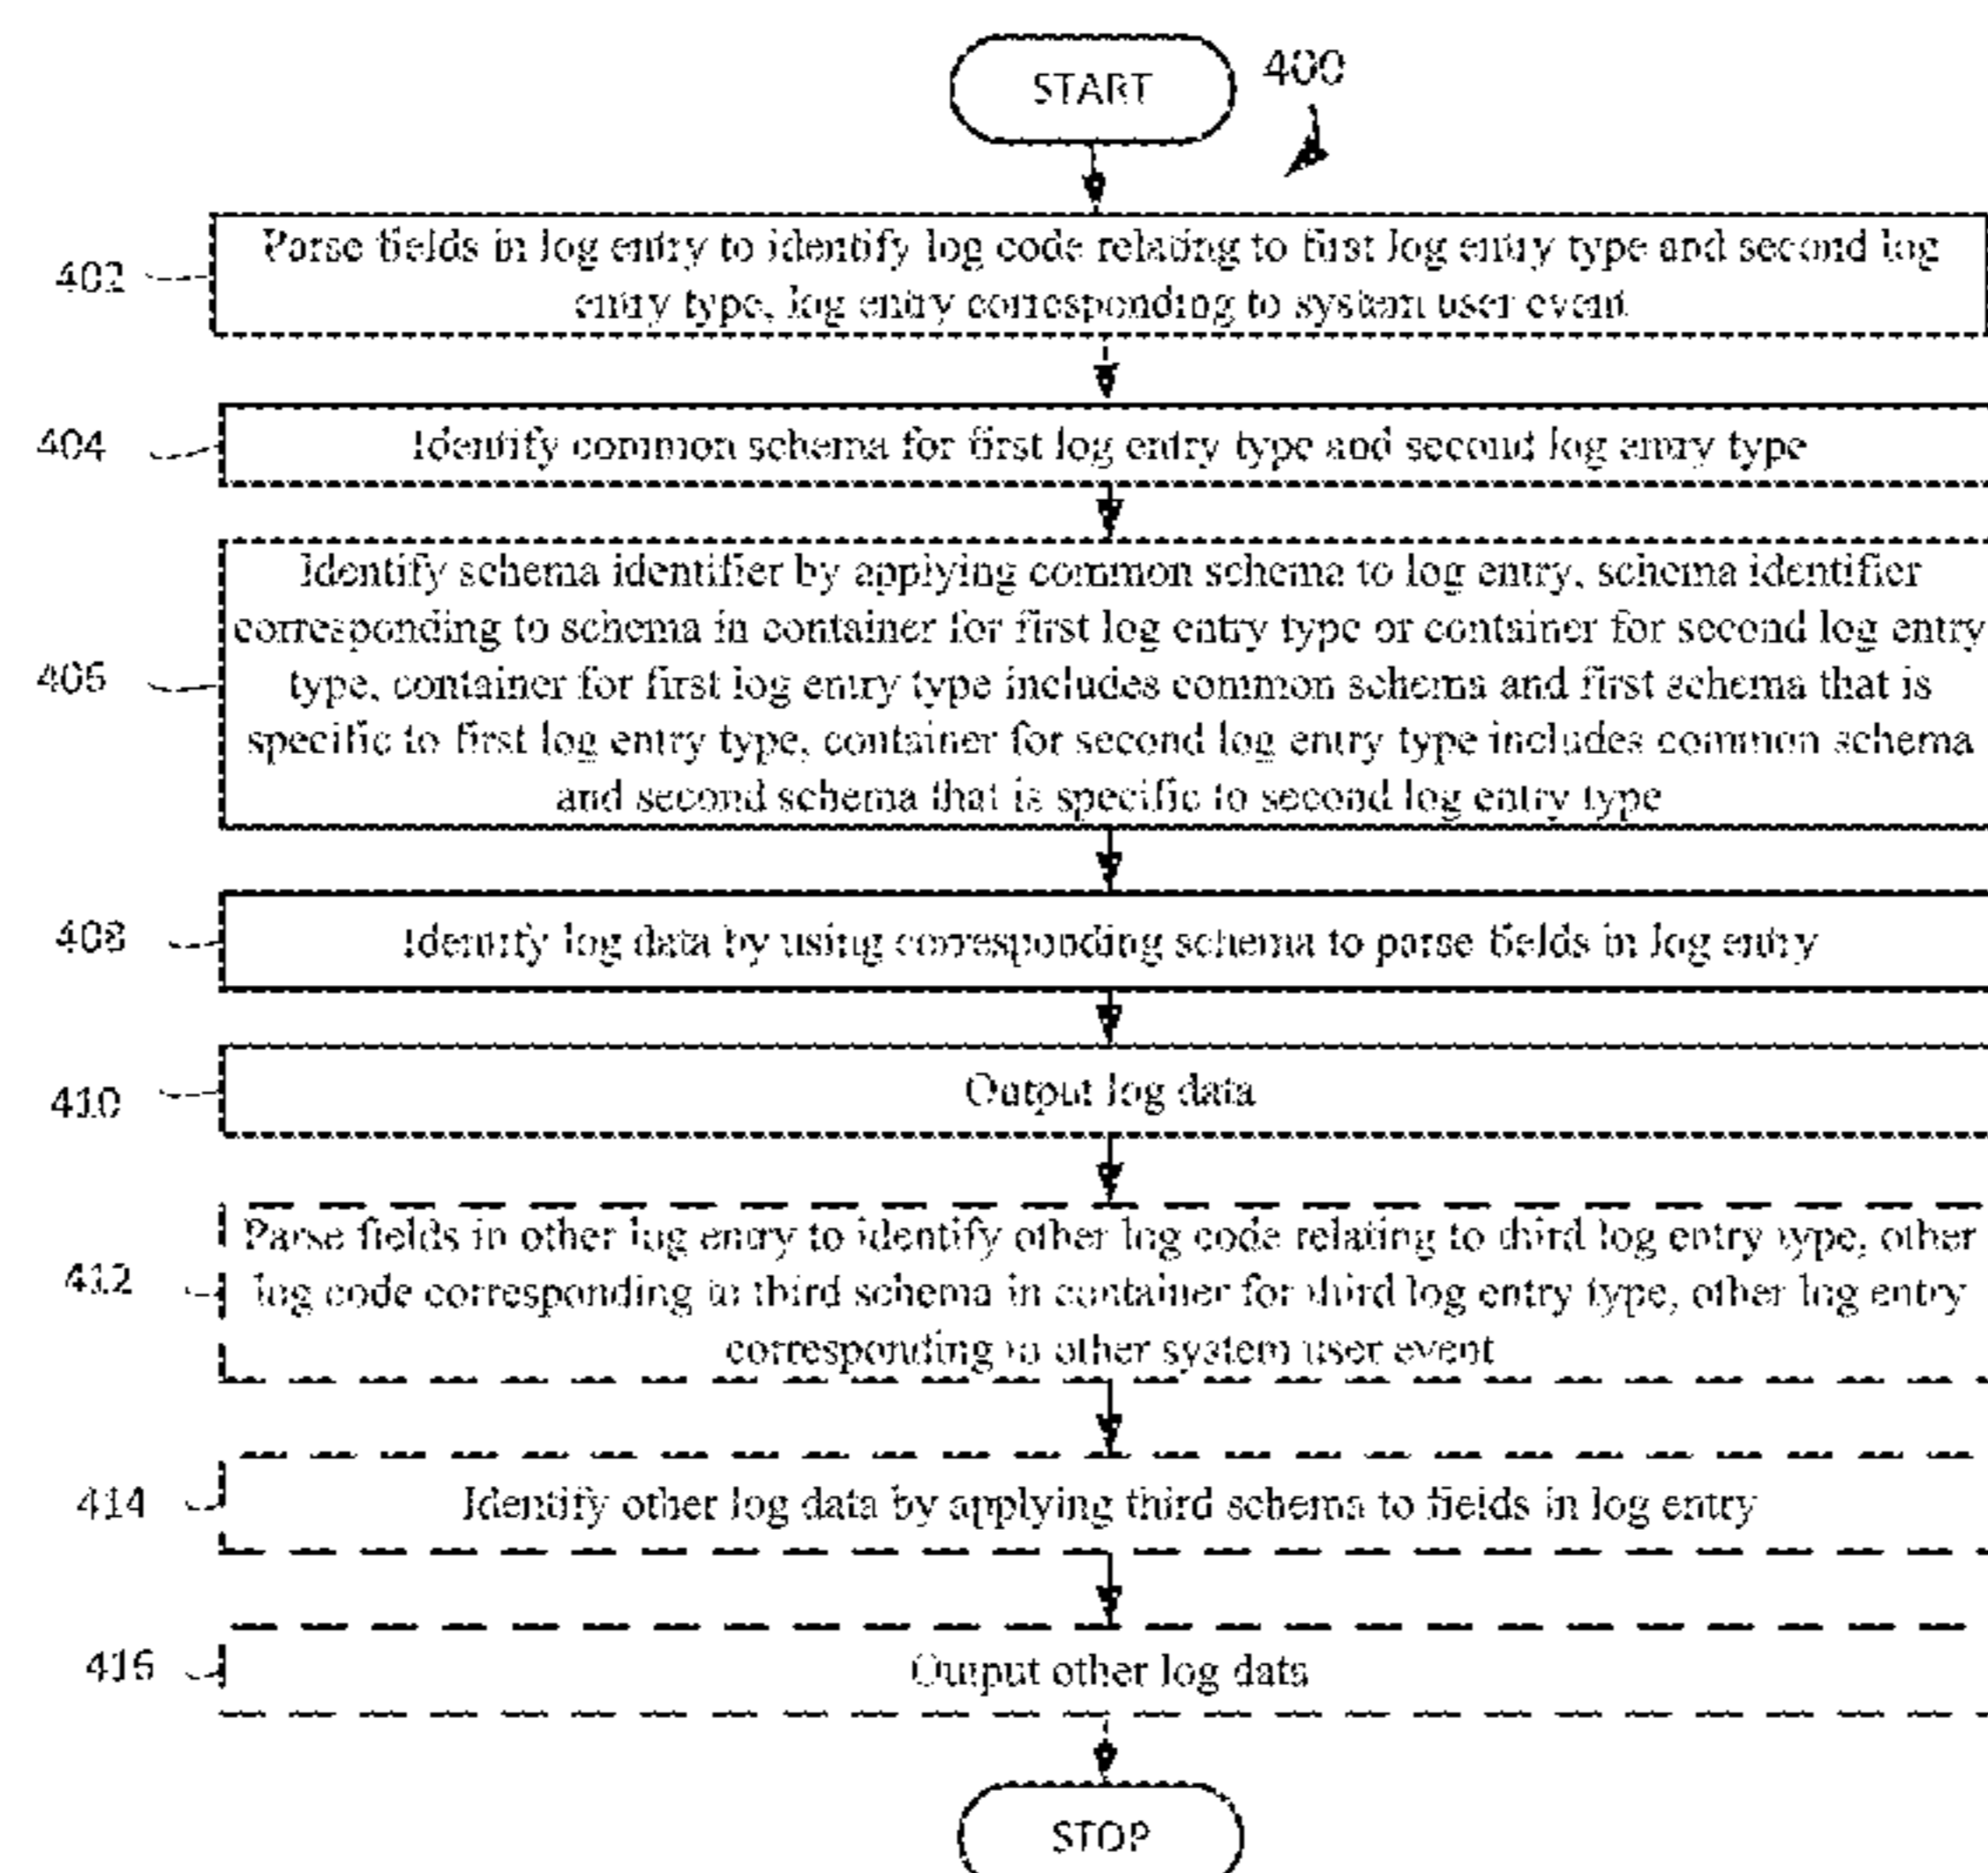 START
400
402
Parse fields in log entry to identify log code relating to first log entry type and second log
entry type, log entry corresponding to system user event
404
Identify common schema for first log entry type and second log entry type
406
Identify schema identifier by applying common schema to log entry, schema identifier
corresponding to schema in container for first log entry type or container for second log entry
type, container for first log entry type includes common schema and first schema that is
specific to first log entry type, container for second log entry type includes common schema
and second schema that is specific to second log entry type
408
Identify log data by using corresponding schema to parse fields in log entry
410
Output log data
412
Parse fields in other log entry to identify other log code relating to third log entry type, other
log code corresponding to third schema in container for third log entry type, other log entry
corresponding to other system user event
414
Identify other log data by applying third schema to fields in log entry
416
Output other log data
STOP